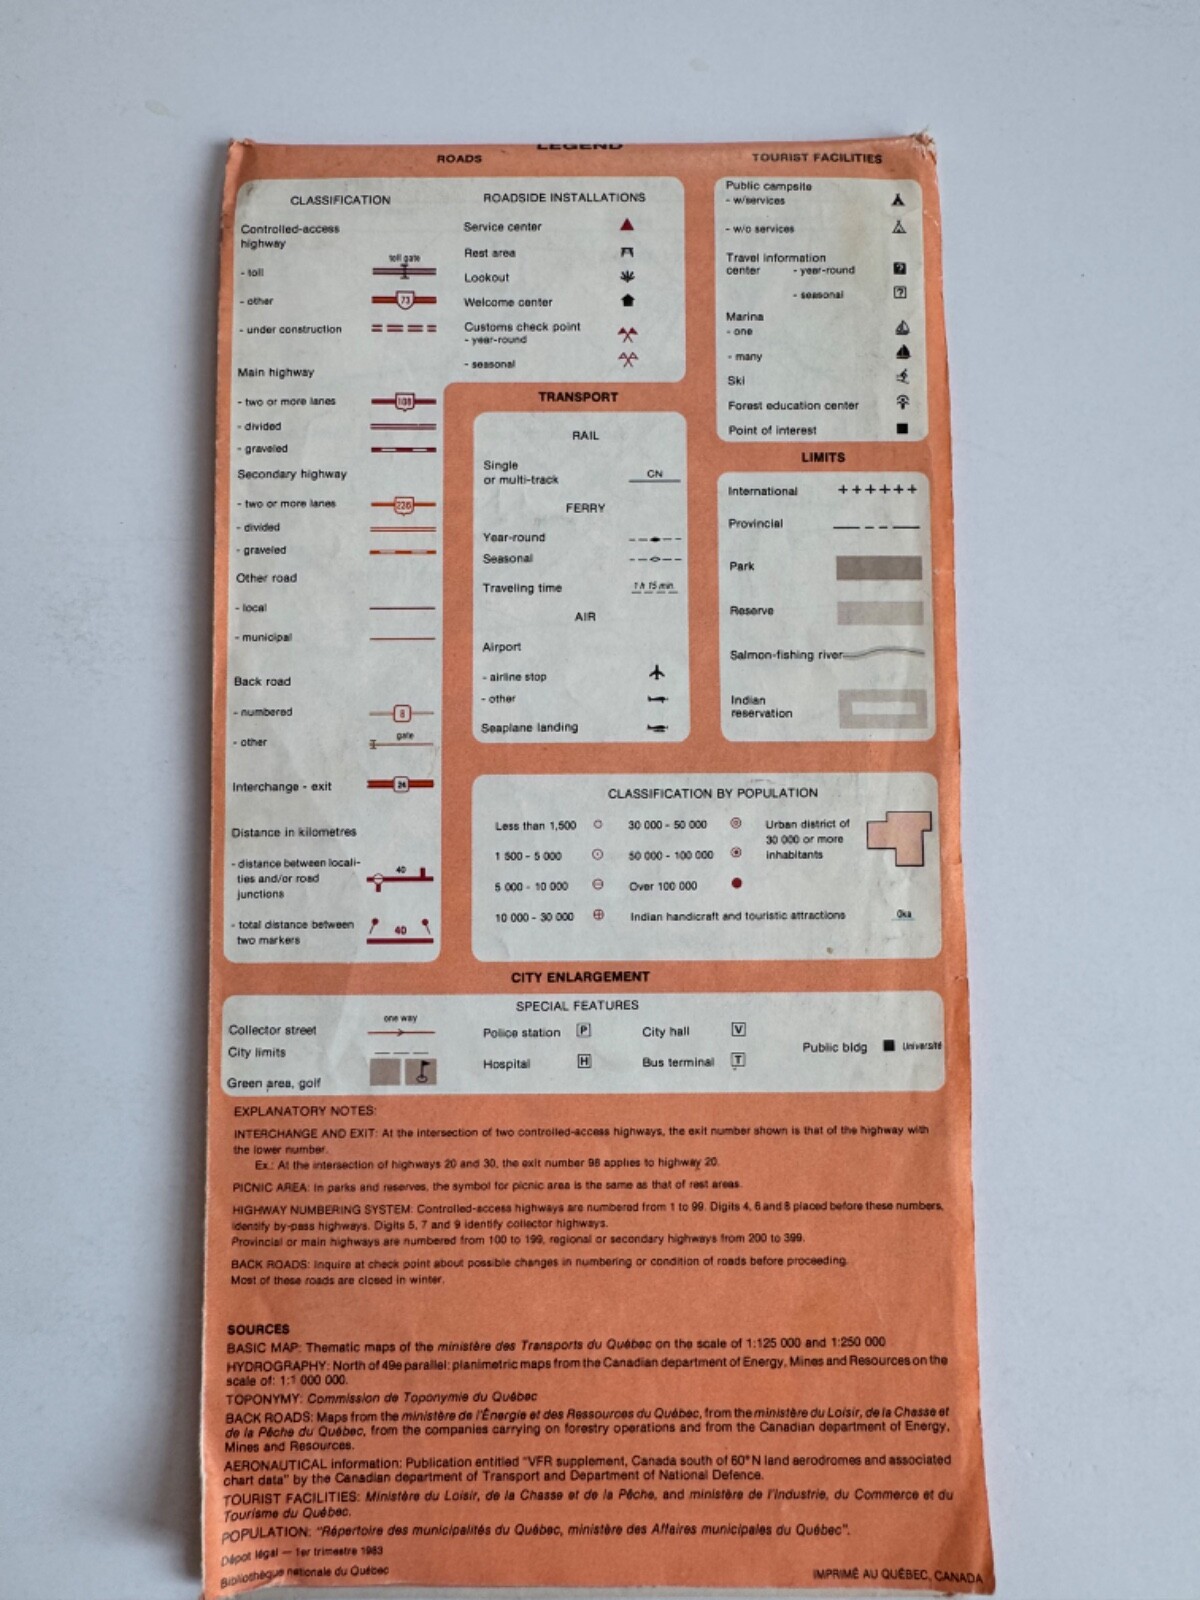 LEGEND
ROADS
CLASSIFICATION
Controlled-access
highway
toll gate
- toll
- other
73
- under construction
Main highway
- two or more lanes
108
- divided
- graveled
Secondary highway
- two or more lanes
226
- divided
- graveled
Other road
- local
- municipal
Back road
- numbered
8
gate
- other
Interchange - exit
24
Distance in kilometres
- distance between locali-
ties and/or road
junctions
40
- total distance between
two markers
40
ROADSIDE INSTALLATIONS
Service center
Rest area
Lookout
Welcome center
Customs check point
- year-round
- seasonal
TRANSPORT
RAIL
Single
or multi-track
CN
FERRY
Year-round
Seasonal
Traveling time
1 h 15 min.
AIR
Airport
- airline stop
- other
Seaplane landing
TOURIST FACILITIES
Public campsite
- w/services
- w/o services
Travel information
center - year-round
?
- seasonal
?
Marina
- one
- many
Ski
Forest education center
Point of interest
LIMITS
International
Provincial
Park
Reserve
Salmon-fishing river
Indian
reservation
CLASSIFICATION BY POPULATION
Less than 1,500
1 500 - 5 000
5 000 - 10 000
10 000 - 30 000
30 000 - 50 000
50 000 - 100 000
Over 100 000
Urban district of
30 000 or more
inhabitants
Indian handicraft and touristic attractions
Oka
CITY ENLARGEMENT
SPECIAL FEATURES
Collector street
one way
City limits
Green area, golf
Police station P
Hospital H
City hall V
Bus terminal T
Public bldg Université
EXPLANATORY NOTES:
INTERCHANGE AND EXIT: At the intersection of two controlled-access highways, the exit number shown is that of the highway with
the lower number.
Ex.: At the intersection of highways 20 and 30, the exit number 98 applies to highway 20.
PICNIC AREA: In parks and reserves, the symbol for picnic area is the same as that of rest areas.
HIGHWAY NUMBERING SYSTEM: Controlled-access highways are numbered from 1 to 99. Digits 4, 6 and 8 placed before these numbers,
identify by-pass highways. Digits 5, 7 and 9 identify collector highways.
Provincial or main highways are numbered from 100 to 199, regional or secondary highways from 200 to 399.
BACK ROADS: Inquire at check point about possible changes in numbering or condition of roads before proceeding.
Most of these roads are closed in winter.
SOURCES
BASIC MAP: Thematic maps of the ministère des Transports du Québec on the scale of 1:125 000 and 1:250 000
HYDROGRAPHY: North of 49e parallel: planimetric maps from the Canadian department of Energy, Mines and Resources on the
scale of: 1:1 000 000.
TOPONYMY: Commission de Toponymie du Québec
BACK ROADS: Maps from the ministère de l'Énergie et des Ressources du Québec, from the ministère du Loisir, de la Chasse et
de la Pêche du Québec, from the companies carrying on forestry operations and from the Canadian department of Energy,
Mines and Resources.
AERONAUTICAL information: Publication entitled "VFR supplement, Canada south of 60° N land aerodromes and associated
chart data" by the Canadian department of Transport and Department of National Defence.
TOURIST FACILITIES: Ministère du Loisir, de la Chasse et de la Pêche, and ministère de l'Industrie, du Commerce et du
Tourisme du Québec.
POPULATION: "Répertoire des municipalités du Québec, ministère des Affaires municipales du Québec".
Dépot légal — 1er trimestre 1983
Bibliothèque nationale du Québec
IMPRIMÉ AU QUÉBEC, CANADA